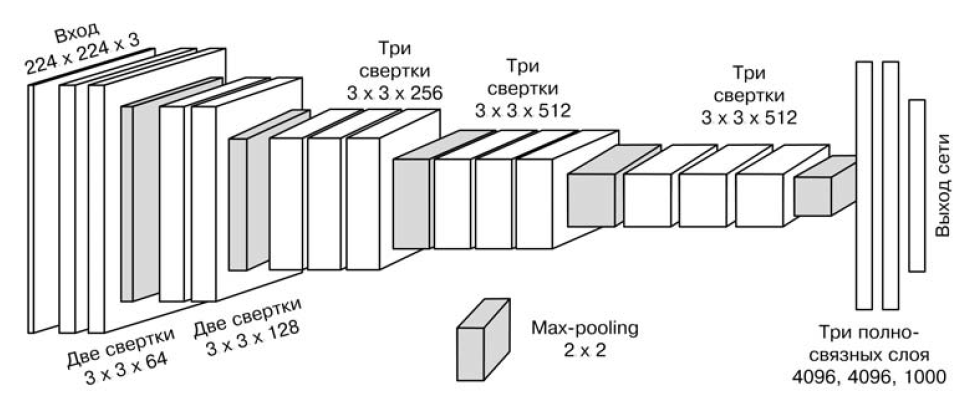 Вход
224 x 224 x 3
Три
свертки
3 x 3 x 256
Три
свертки
3 x 3 x 512
Три
свертки
3 x 3 x 512
Выход сети
Две свертки
3 x 3 x 64
Две свертки
3 x 3 x 128
Max-pooling
2 x 2
Три полно-
связных слоя
4096, 4096, 1000